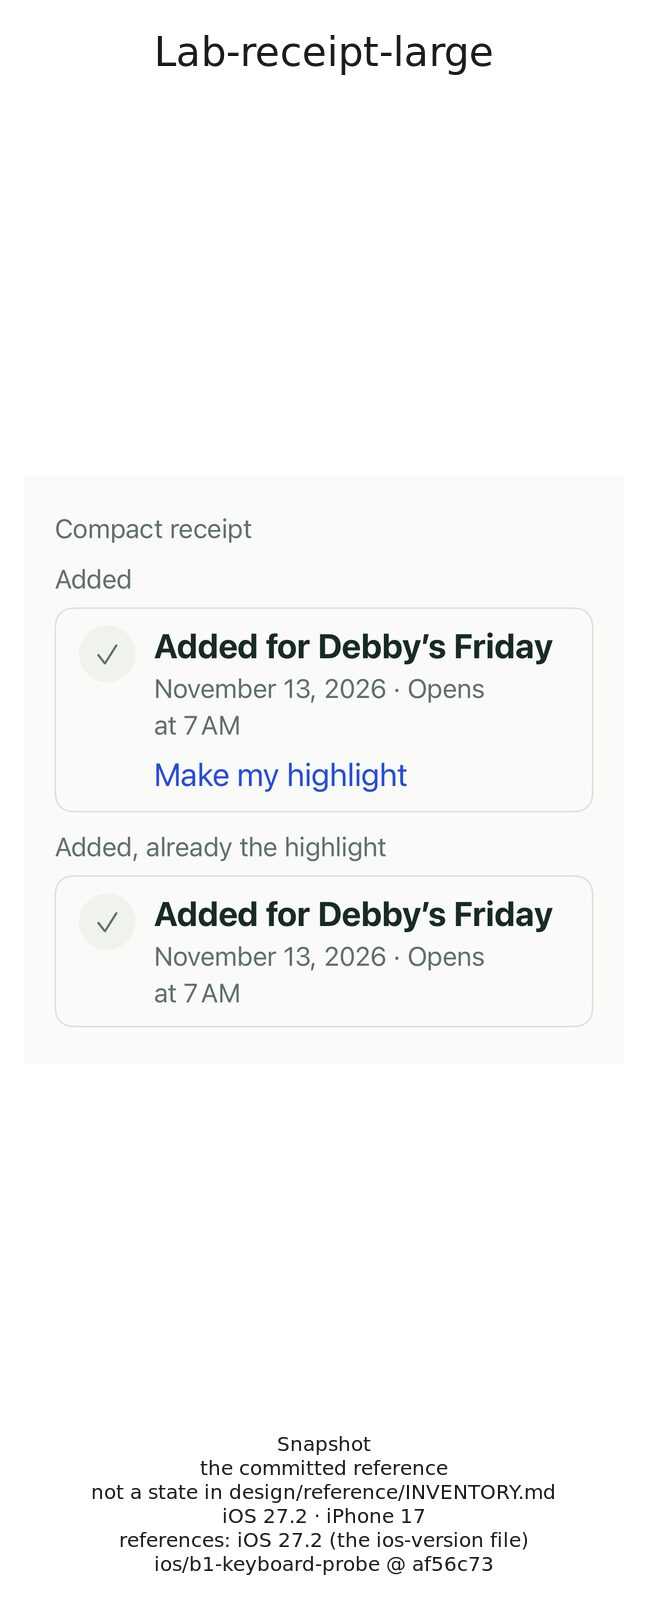 Lab-receipt-large
Compact receipt
Added
Added for Debby’s Friday
November 13, 2026 · Opens
at 7 AM
Make my highlight
Added, already the highlight
Added for Debby’s Friday
November 13, 2026 · Opens
at 7 AM
Snapshot
the committed reference
not a state in design/reference/INVENTORY.md
iOS 27.2 · iPhone 17
references: iOS 27.2 (the ios-version file)
ios/b1-keyboard-probe @ af56c73